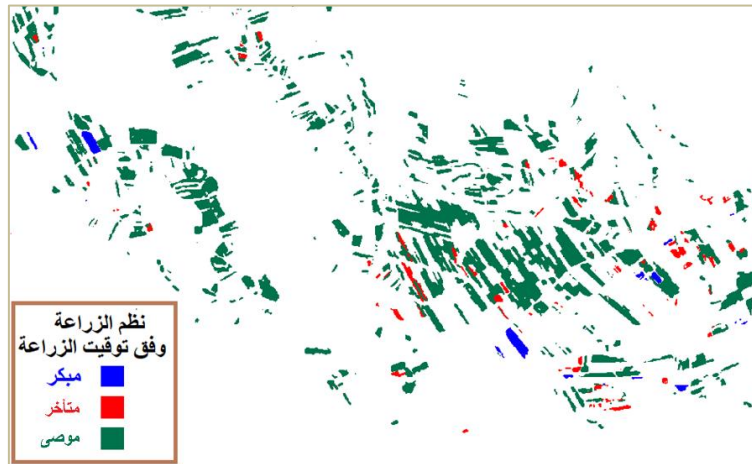 نظم الزراعة
وفق توقيت الزراعة
مبكر
متأخر
موصى